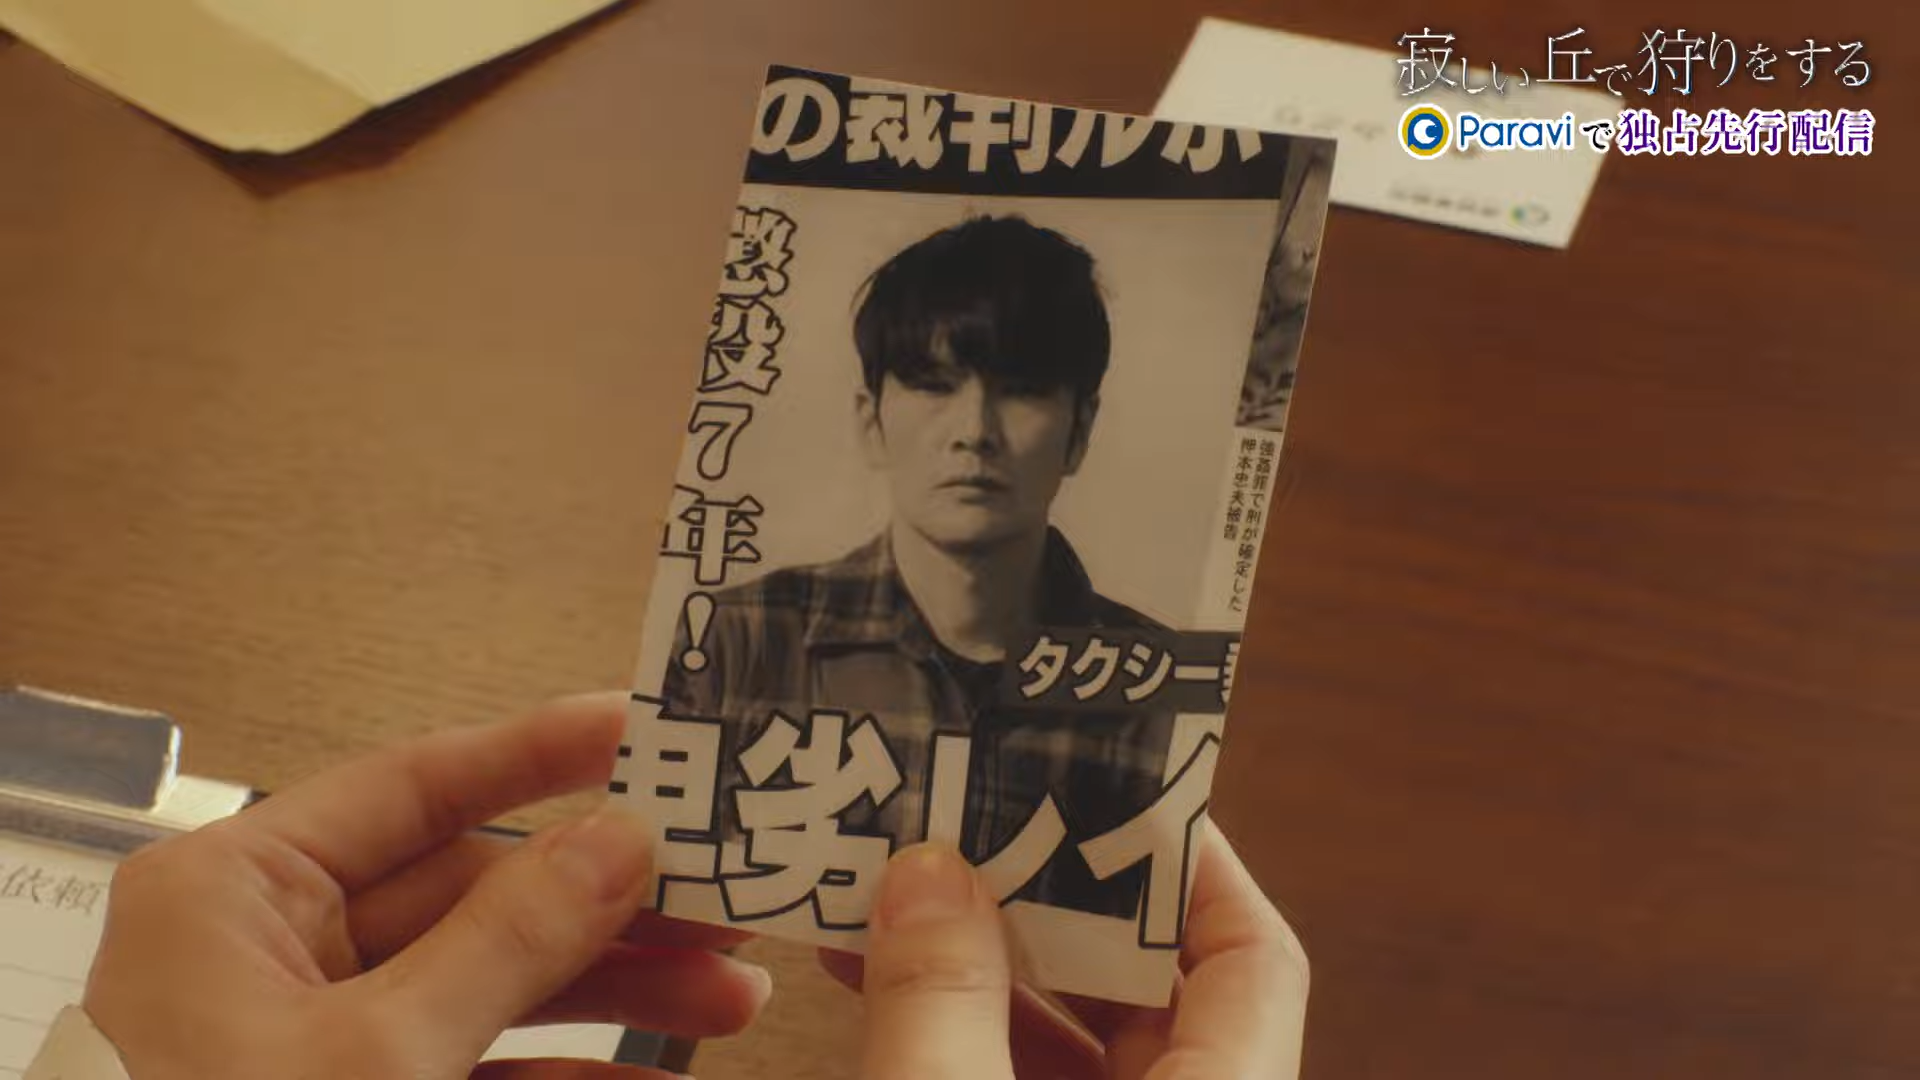 寂しい丘で狩りをする
Paraviで独占先行配信
の裁判ルポ
懲役7年!
強姦罪で刑が確定した
押本忠夫被告
タクシー
卑劣レイ
依頼